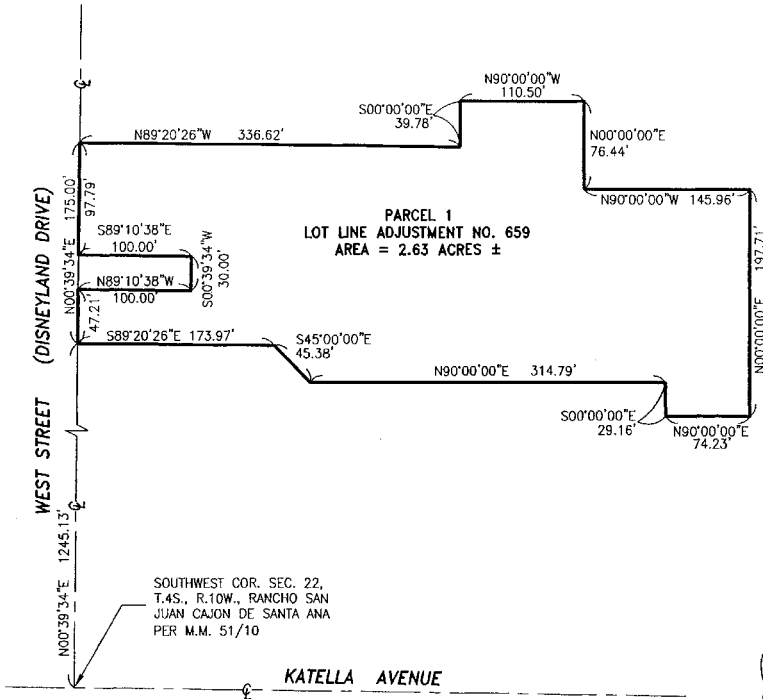 ℄
N90°00'00"W
110.50'
S00°00'00"E
39.78'
N89°20'26"W 336.62'
N00°00'00"E
76.44'
N90°00'00"W 145.96'
PARCEL 1
LOT LINE ADJUSTMENT NO. 659
AREA = 2.63 ACRES ±
N00°39'34"E 175.00'
97.79'
S89°10'38"E
100.00'
S00°39'34"W
30.00'
N89°10'38"W
100.00'
47.21'
N00°00'00"E 197.71'
S89°20'26"E 173.97'
S45°00'00"E
45.38'
N90°00'00"E 314.79'
S00°00'00"E
29.16'
N90°00'00"E
74.23'
WEST STREET (DISNEYLAND DRIVE)
℄
N00°39'34"E 1245.13'
SOUTHWEST COR. SEC. 22,
T.4S., R.10W., RANCHO SAN
JUAN CAJON DE SANTA ANA
PER M.M. 51/10
KATELLA AVENUE
℄